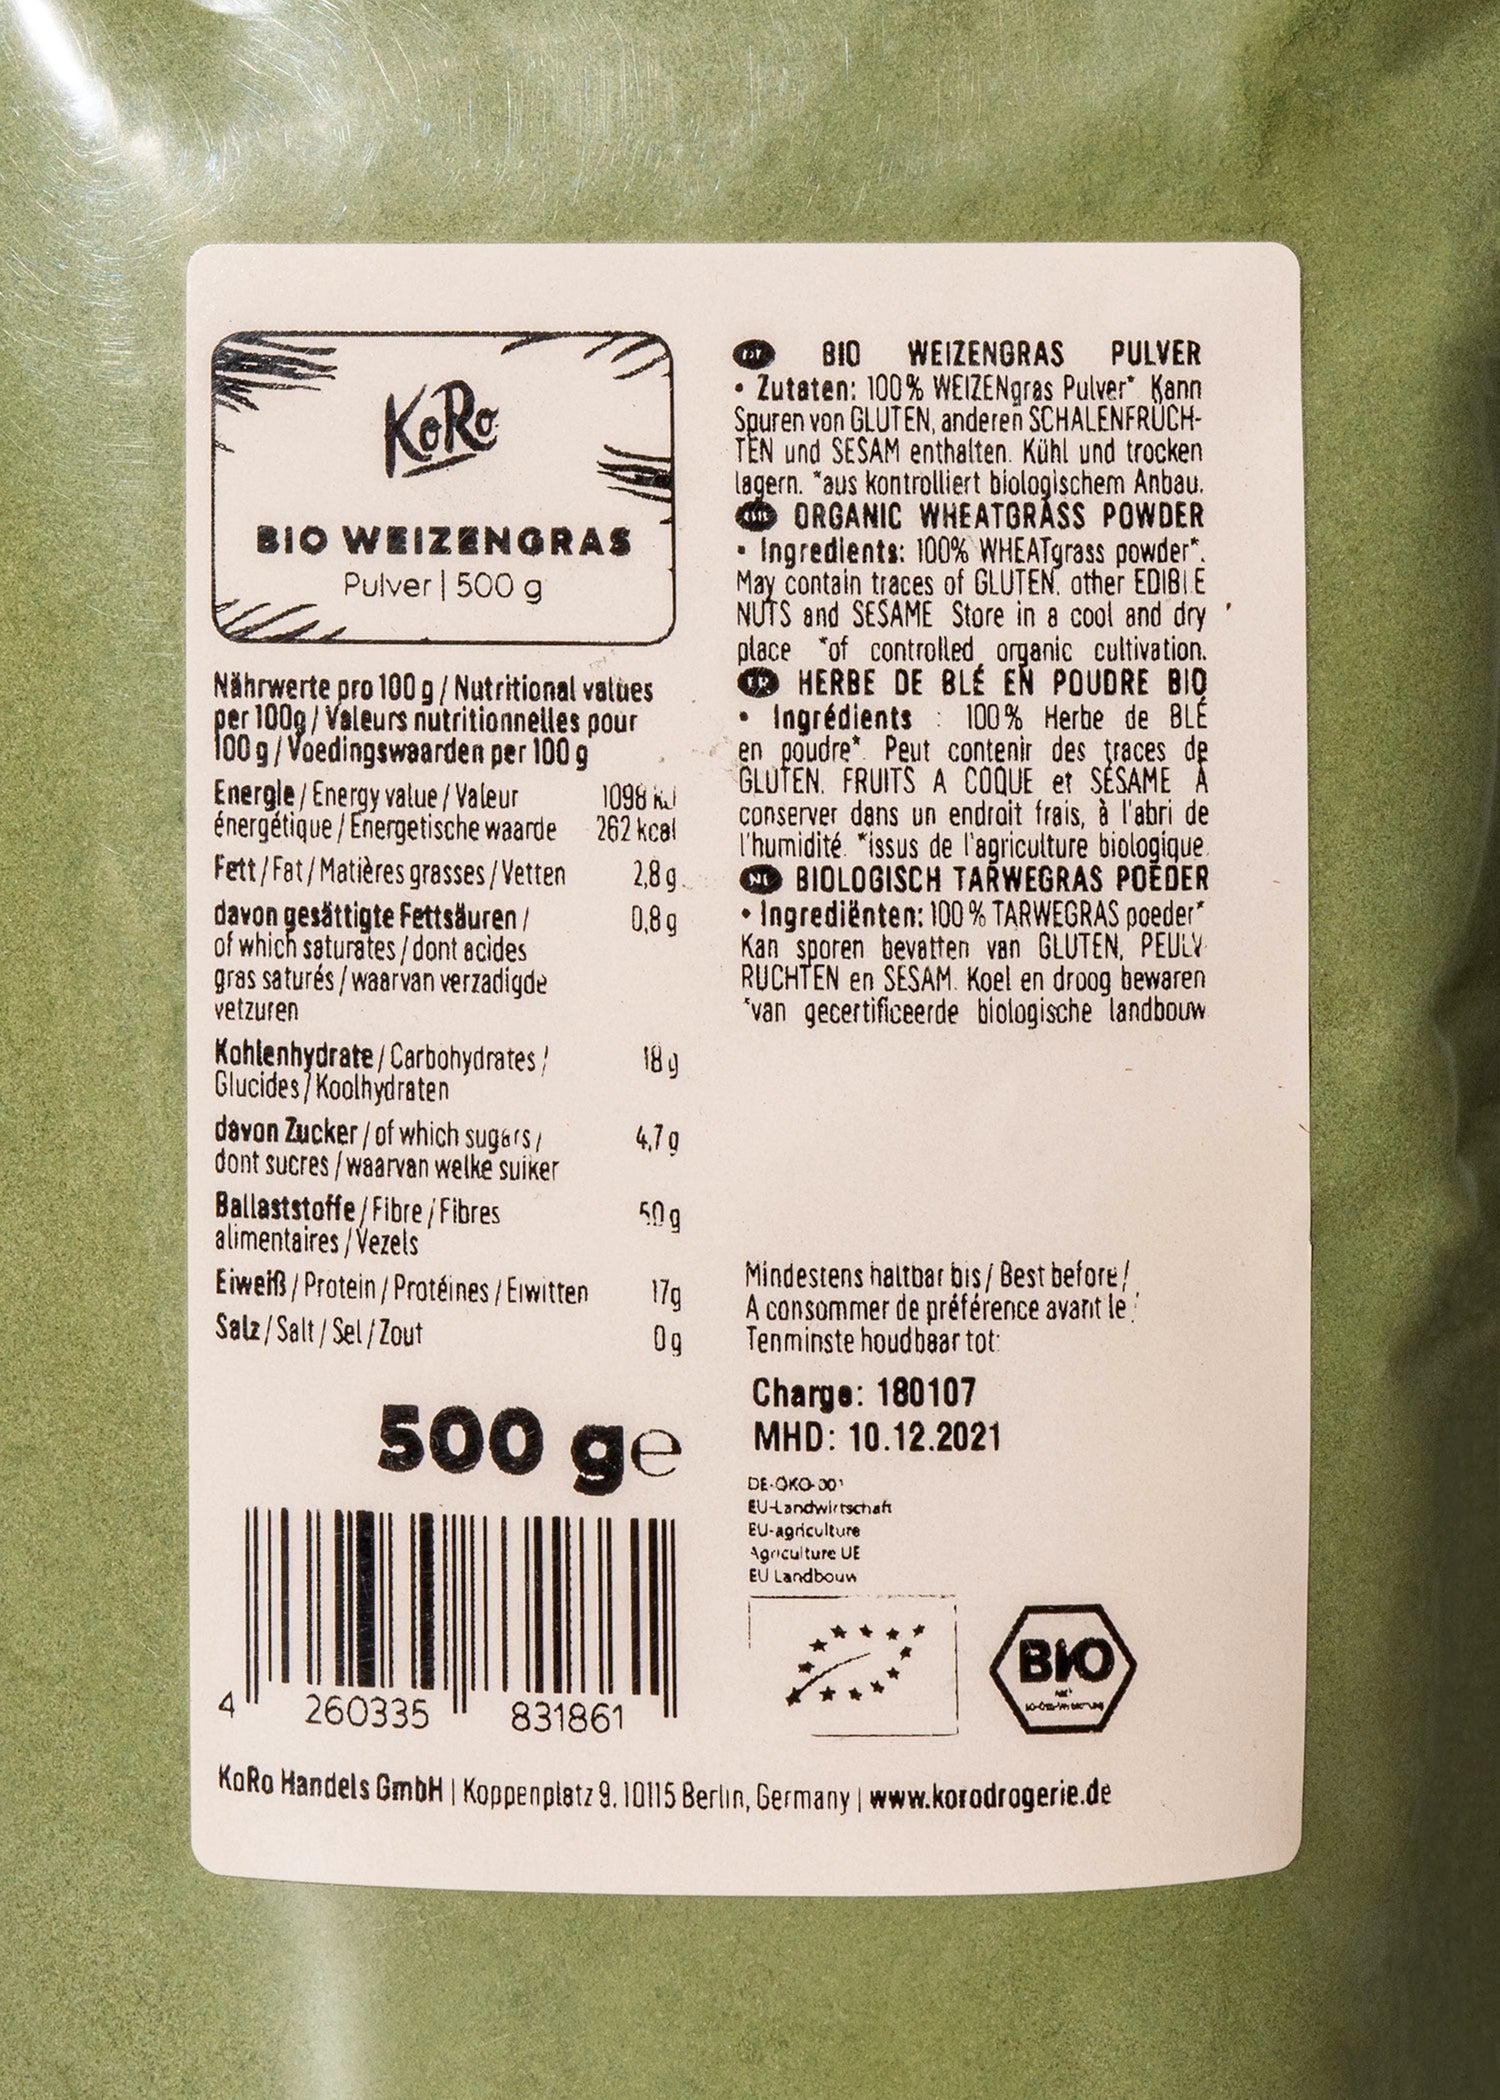 KoRo
BIO WEIZENGRAS
Pulver | 500 g
Nährwerte pro 100 g / Nutritional values
per 100g / Valeurs nutritionnelles pour
100 g / Voedingswaarden per 100 g
Energie / Energy value / Valeur 1098 kJ
énergétique / Energetische waarde 262 kcal
Fett / Fat / Matières grasses / Vetten 2,8 g
davon gesättigte Fettsäuren / 0,8 g
of which saturates / dont acides
gras saturés / waarvan verzadigde
vetzuren
Kohlenhydrate / Carbohydrates / 18 g
Glucides / Koolhydraten
davon Zucker / of which sugars / 4,7 g
dont sucres / waarvan welke suiker
Ballaststoffe / Fibre / Fibres 50 g
alimentaires / Vezels
Eiweiß / Protein / Protéines / Eiwitten 17g
Salz / Salt / Sel / Zout 0 g
500 g e
4 260335 831861
BIO WEIZENGRAS PULVER
• Zutaten: 100% WEIZENgras Pulver* Kann
Spuren von GLUTEN, anderen SCHALENFRÜCH-
TEN und SESAM enthalten. Kühl und trocken
lagern. *aus kontrolliert biologischem Anbau.
ORGANIC WHEATGRASS POWDER
• Ingredients: 100% WHEATgrass powder*.
May contain traces of GLUTEN, other EDIBLE
NUTS and SESAME Store in a cool and dry
place *of controlled organic cultivation.
FR HERBE DE BLÉ EN POUDRE BIO
• Ingrédients : 100% Herbe de BLÉ
en poudre* Peut contenir des traces de
GLUTEN, FRUITS A COQUE et SÉSAME À
conserver dans un endroit frais, à l'abri de
l'humidité. *issus de l'agriculture biologique.
NL BIOLOGISCH TARWEGRAS POEDER
• Ingrediënten: 100% TARWEGRAS poeder*
Kan sporen bevatten van GLUTEN, PEULV-
RUCHTEN en SESAM. Koel en droog bewaren
*van gecertificeerde biologische landbouw
Mindestens haltbar bis / Best before /
A consommer de préférence avant le :
Tenminste houdbaar tot:
Charge: 180107
MHD: 10.12.2021
DE-ÖKO-001
EU-Landwirtschaft
EU-agriculture
Agriculture UE
EU Landbouw
BIO
KoRo Handels GmbH | Koppenplatz 9, 10115 Berlin, Germany | www.korodrogerie.de